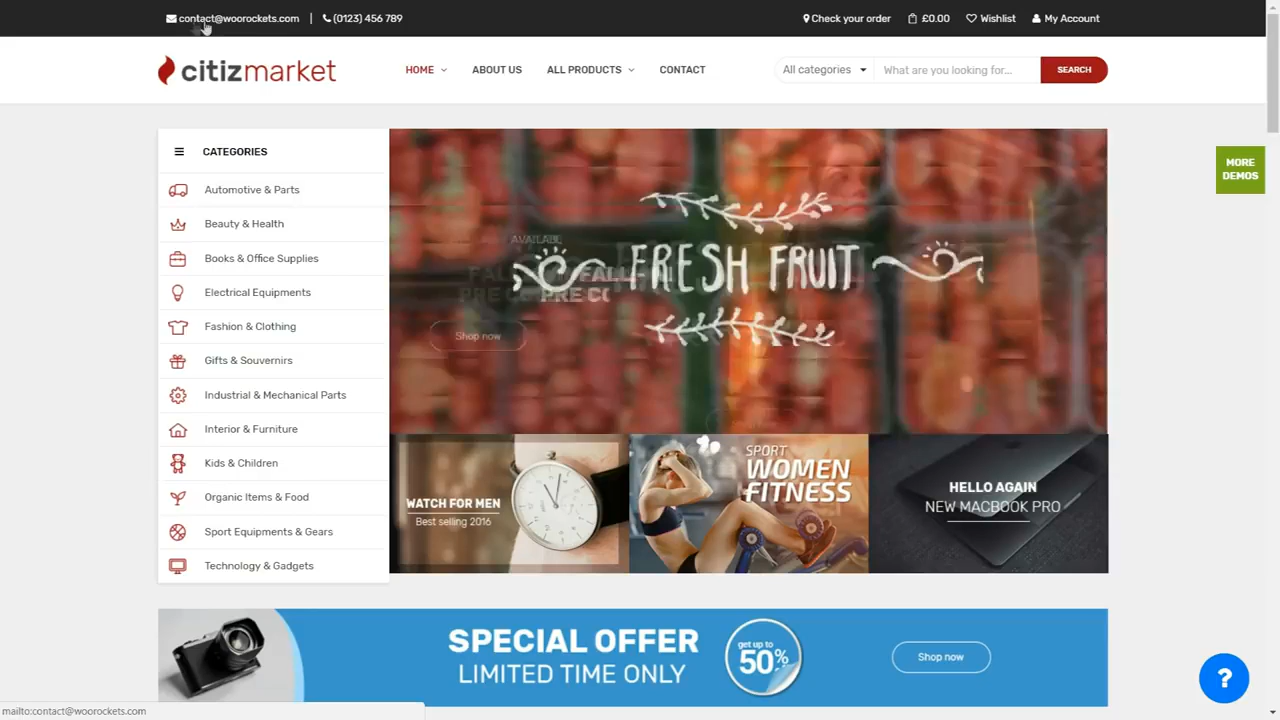 contact@woorockets.com | (0123) 456 789
Check your order £0.00 Wishlist My Account
citizmarket
HOME ABOUT US ALL PRODUCTS CONTACT
All categories What are you looking for... SEARCH
CATEGORIES
Automotive & Parts
Beauty & Health
Books & Office Supplies
Electrical Equipments
Fashion & Clothing
Gifts & Souvernirs
Industrial & Mechanical Parts
Interior & Furniture
Kids & Children
Organic Items & Food
Sport Equipments & Gears
Technology & Gadgets
FRESH FRUIT
Shop now
MORE
DEMOS
WATCH FOR MEN
Best selling 2016
SPORT
WOMEN
FITNESS
HELLO AGAIN
NEW MACBOOK PRO
SPECIAL OFFER
LIMITED TIME ONLY
get up to
50%
Shop now
?
mailto:contact@woorockets.com